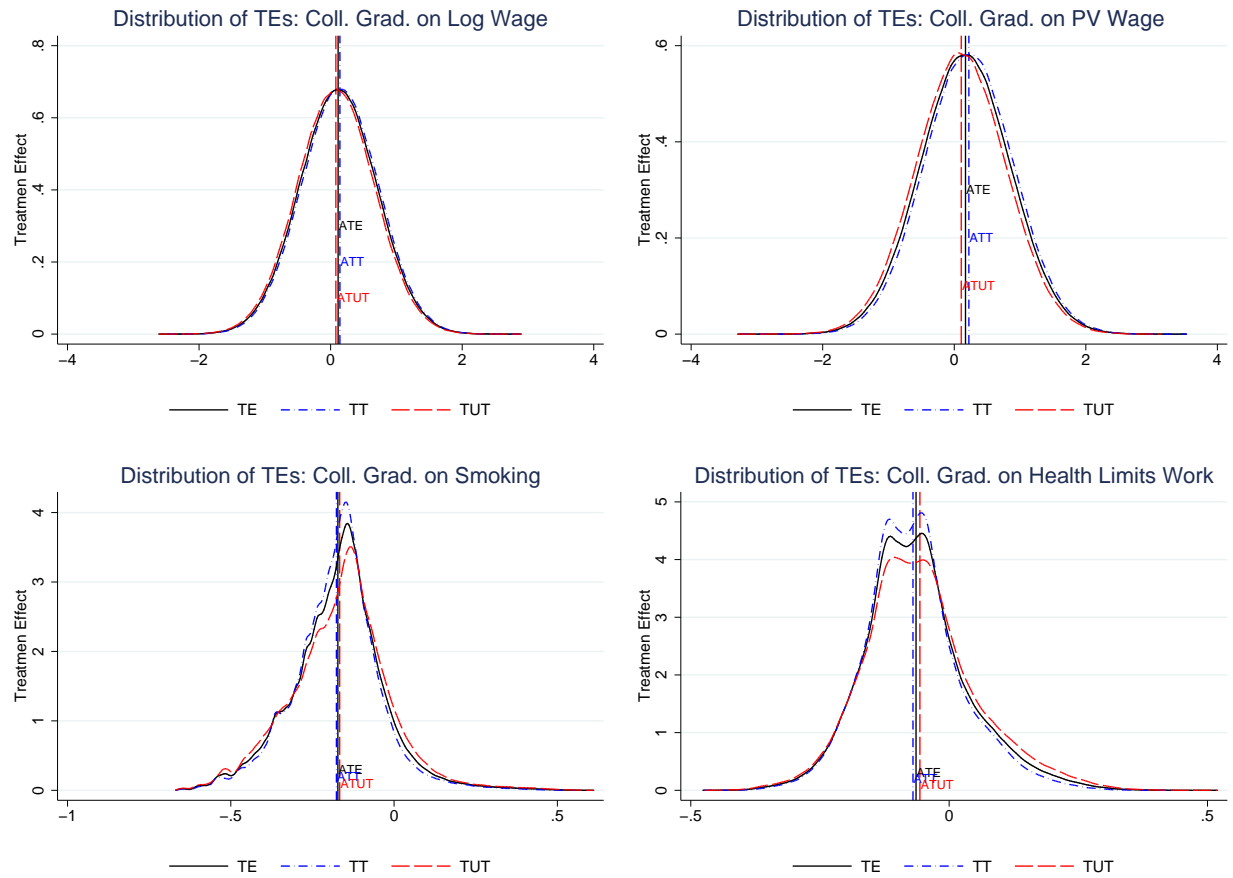 Distribution of TEs: Coll. Grad. on Log Wage
Treatmen Effect
.8
.6
.4
.2
0
ATE
ATT
ATUT
−4 −2 0 2 4
TE TT TUT
Distribution of TEs: Coll. Grad. on PV Wage
Treatmen Effect
.6
.4
.2
0
ATE
ATT
ATUT
−4 −2 0 2 4
TE TT TUT
Distribution of TEs: Coll. Grad. on Smoking
Treatmen Effect
4
3
2
1
0
ATE
ATT
ATUT
−1 −.5 0 .5
TE TT TUT
Distribution of TEs: Coll. Grad. on Health Limits Work
Treatmen Effect
5
4
3
2
1
0
ATE
ATT
ATUT
−.5 0 .5
TE TT TUT